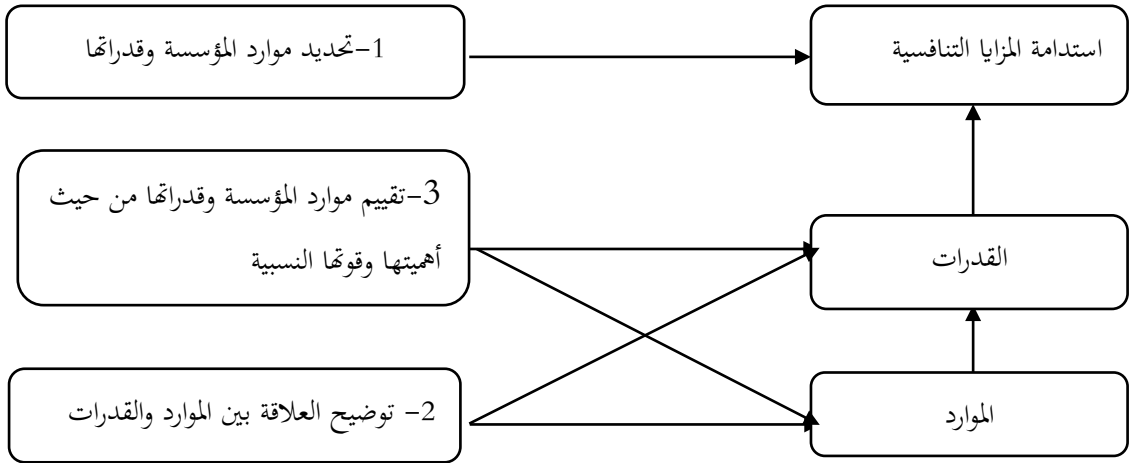 استدامة المزايا التنافسية
1-تحديد موارد المؤسسة وقدراتها
3-تقييم موارد المؤسسة وقدراتها من حيث
أهميتها وقوتها النسبية
القدرات
2- توضيح العلاقة بين الموارد والقدرات
الموارد